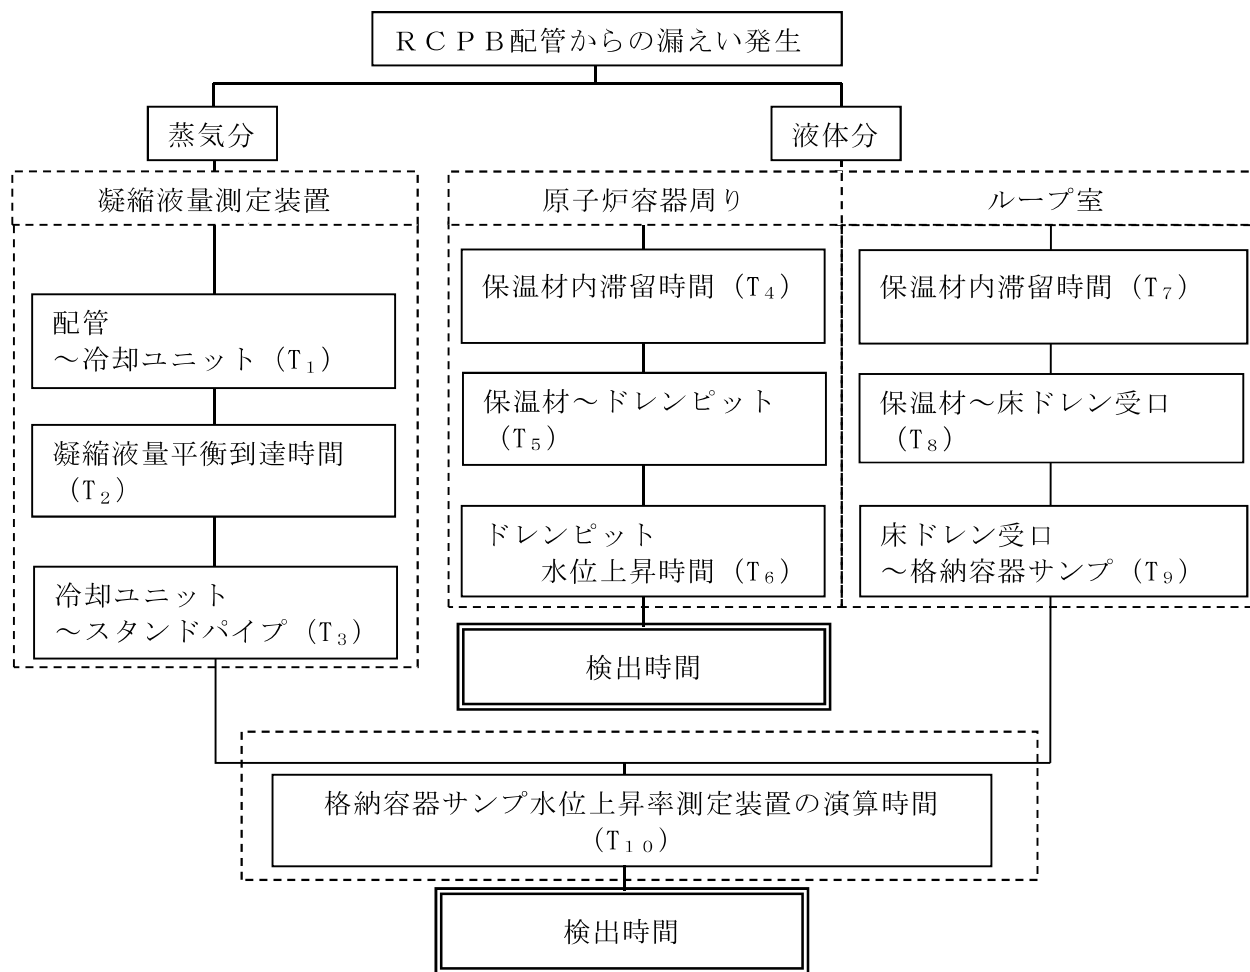 RCPB配管からの漏えい発生
蒸気分
液体分
凝縮液量測定装置
原子炉容器周り
ループ室
配管
~冷却ユニット（T₁）
凝縮液量平衡到達時間
（T₂）
冷却ユニット
~スタンドパイプ（T₃）
保温材内滞留時間（T₄）
保温材~ドレンピット
（T₅）
ドレンピット
水位上昇時間（T₆）
検出時間
保温材内滞留時間（T₇）
保温材~床ドレン受口
（T₈）
床ドレン受口
~格納容器サンプ（T₉）
格納容器サンプ水位上昇率測定装置の演算時間
（T₁₀）
検出時間